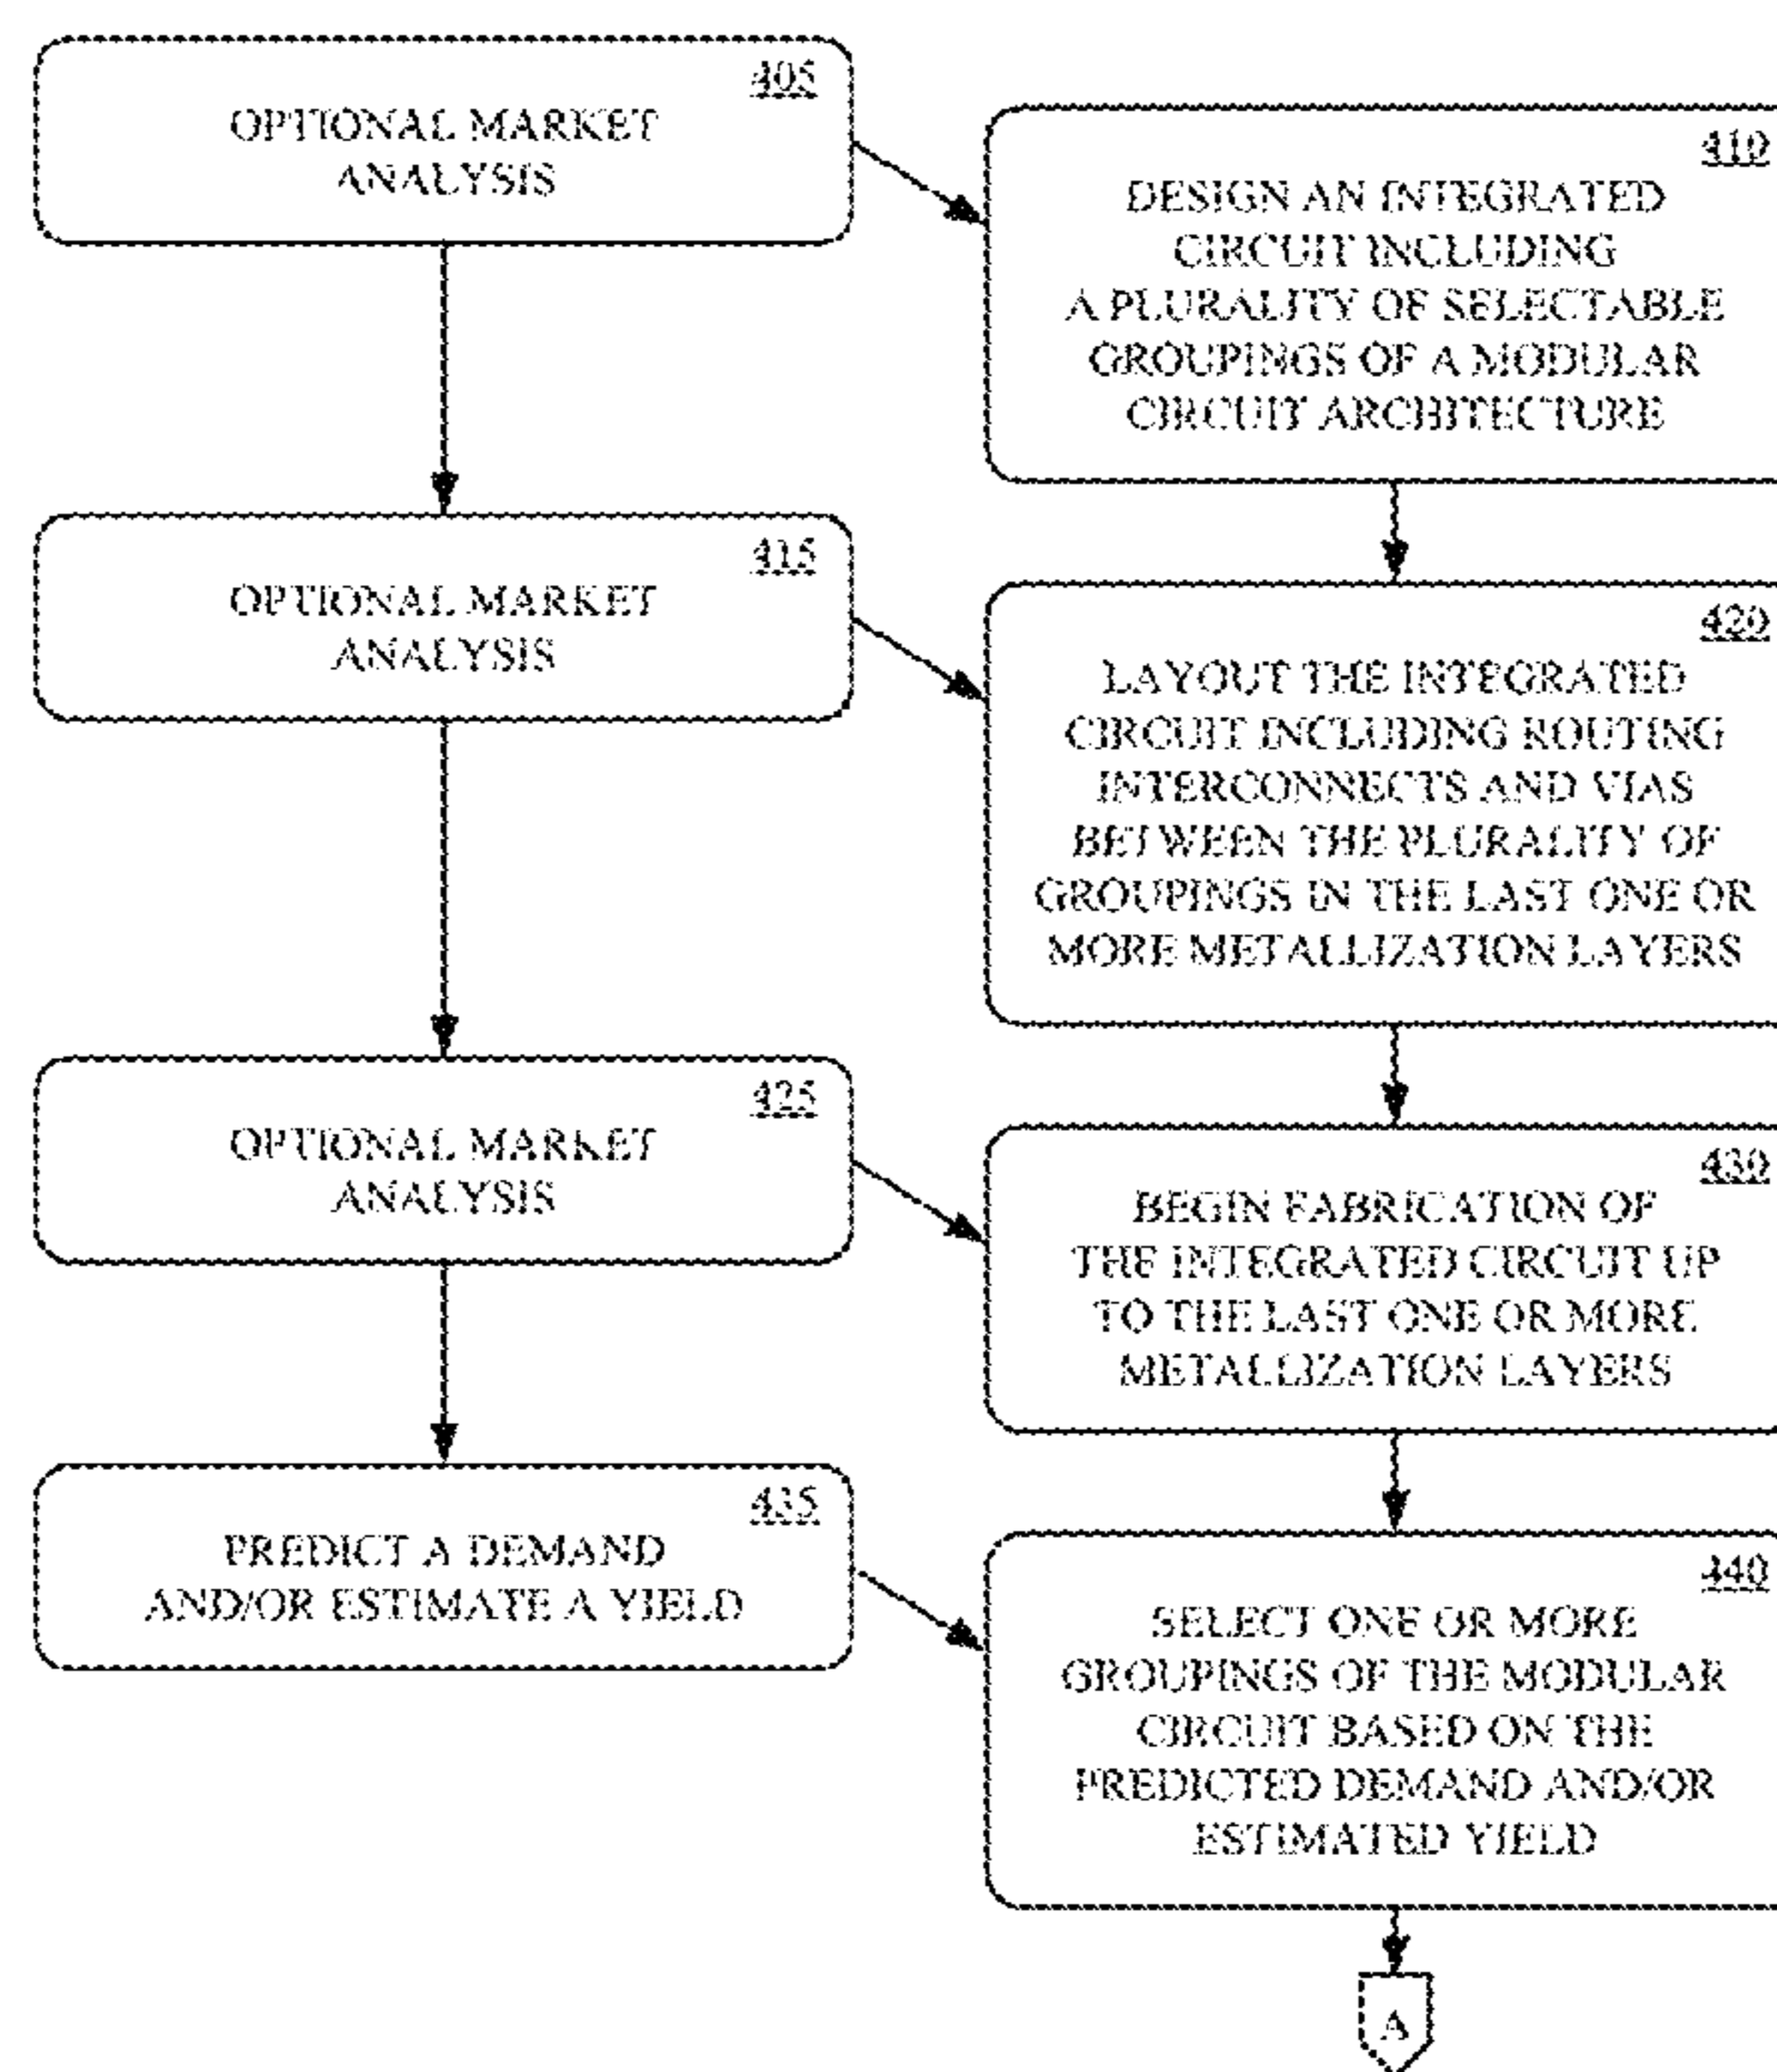 405
OPTIONAL MARKET
ANALYSIS
410
DESIGN AN INTEGRATED
CIRCUIT INCLUDING
A PLURALITY OF SELECTABLE
GROUPINGS OF A MODULAR
CIRCUIT ARCHITECTURE
415
OPTIONAL MARKET
ANALYSIS
420
LAYOUT THE INTEGRATED
CIRCUIT INCLUDING ROUTING
INTERCONNECTS AND VIAS
BETWEEN THE PLURALITY OF
GROUPINGS IN THE LAST ONE OR
MORE METALLIZATION LAYERS
425
OPTIONAL MARKET
ANALYSIS
430
BEGIN FABRICATION OF
THE INTEGRATED CIRCUIT UP
TO THE LAST ONE OR MORE
METALLIZATION LAYERS
435
PREDICT A DEMAND
AND/OR ESTIMATE A YIELD
440
SELECT ONE OR MORE
GROUPINGS OF THE MODULAR
CIRCUIT BASED ON THE
PREDICTED DEMAND AND/OR
ESTIMATED YIELD
A